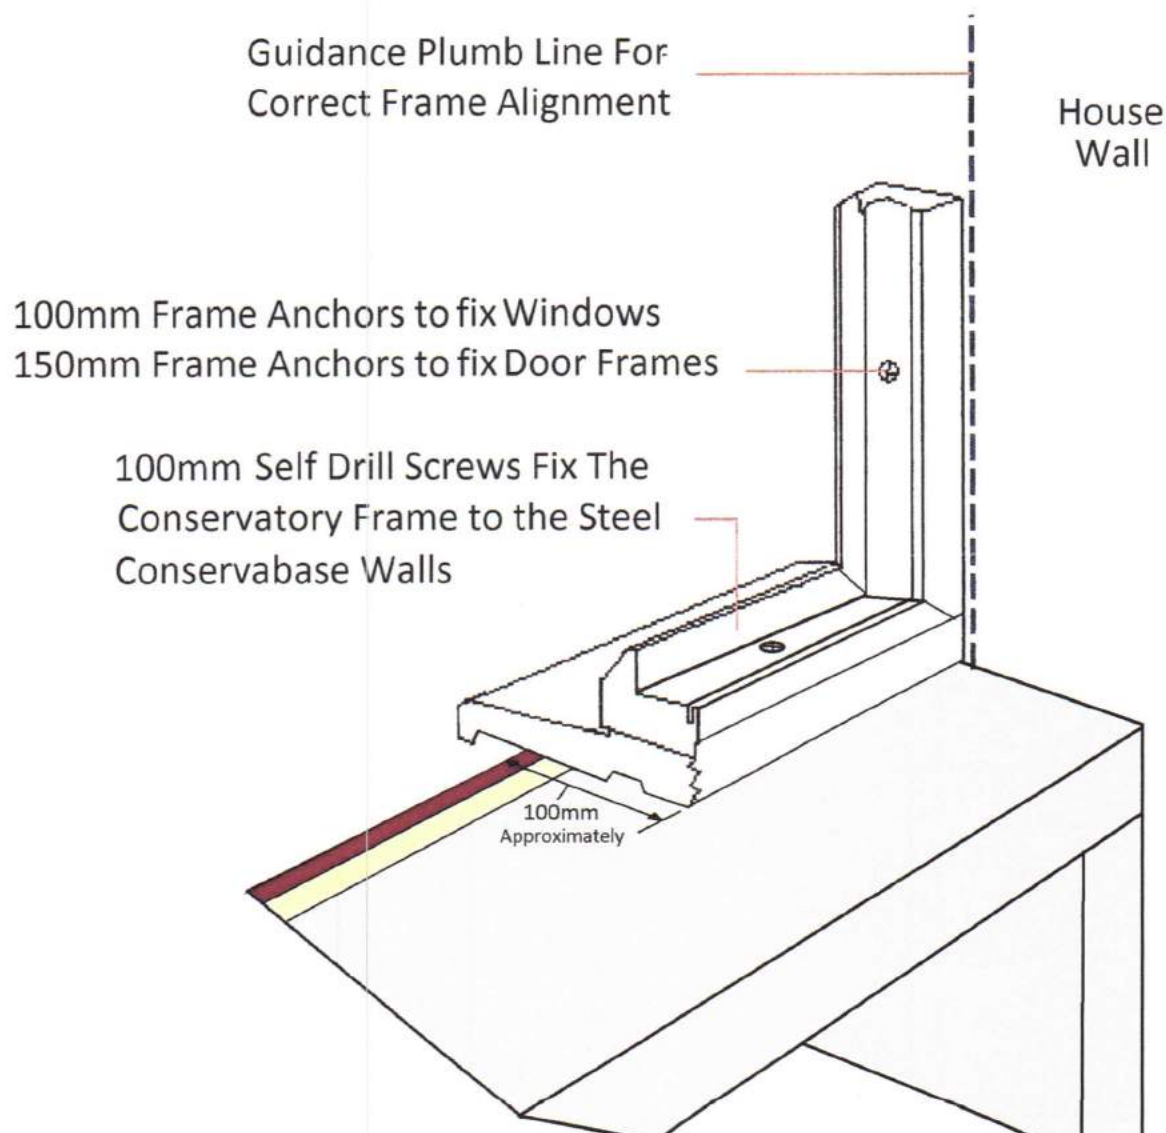 Guidance Plumb Line For
Correct Frame Alignment
House
Wall
100mm Frame Anchors to fix Windows
150mm Frame Anchors to fix Door Frames
100mm Self Drill Screws Fix The
Conservatory Frame to the Steel
Conservabase Walls
100mm
Approximately